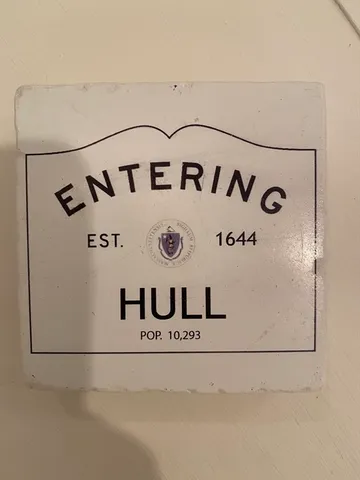 ENTERING
EST. 1644
HULL
POP. 10,293